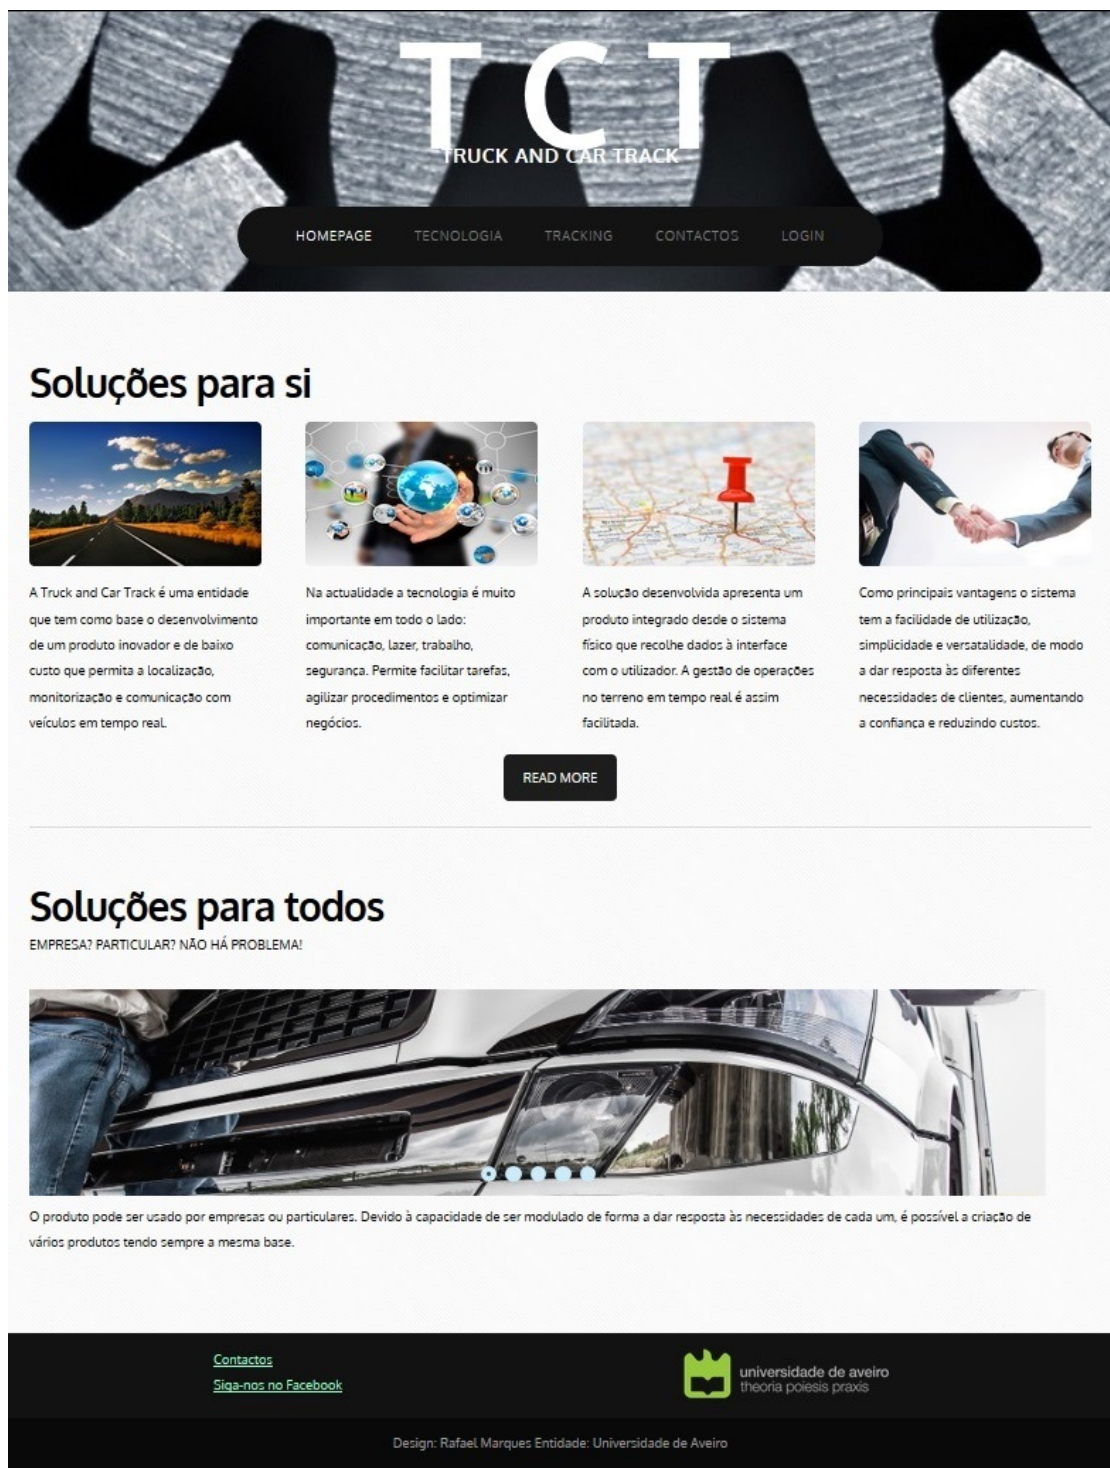 T C T
TRUCK AND CAR TRACK
HOMEPAGE TECNOLOGIA TRACKING CONTACTOS LOGIN
Soluções para si
A Truck and Car Track é uma entidade
que tem como base o desenvolvimento
de um produto inovador e de baixo
custo que permita a localização,
monitorização e comunicação com
veículos em tempo real.
Na actualidade a tecnologia é muito
importante em todo o lado:
comunicação, lazer, trabalho,
segurança. Permite facilitar tarefas,
agilizar procedimentos e optimizar
negócios.
A solução desenvolvida apresenta um
produto integrado desde o sistema
físico que recolhe dados à interface
com o utilizador. A gestão de operações
no terreno em tempo real é assim
facilitada.
Como principais vantagens o sistema
tem a facilidade de utilização,
simplicidade e versatalidade, de modo
a dar resposta às diferentes
necessidades de clientes, aumentando
a confiança e reduzindo custos.
READ MORE
Soluções para todos
EMPRESA? PARTICULAR? NÃO HÁ PROBLEMA!
O produto pode ser usado por empresas ou particulares. Devido à capacidade de ser modulado de forma a dar resposta às necessidades de cada um, é possível a criação de
vários produtos tendo sempre a mesma base.
Contactos
Siga-nos no Facebook
universidade de aveiro
theoria poiesis praxis
Design: Rafael Marques Entidade: Universidade de Aveiro